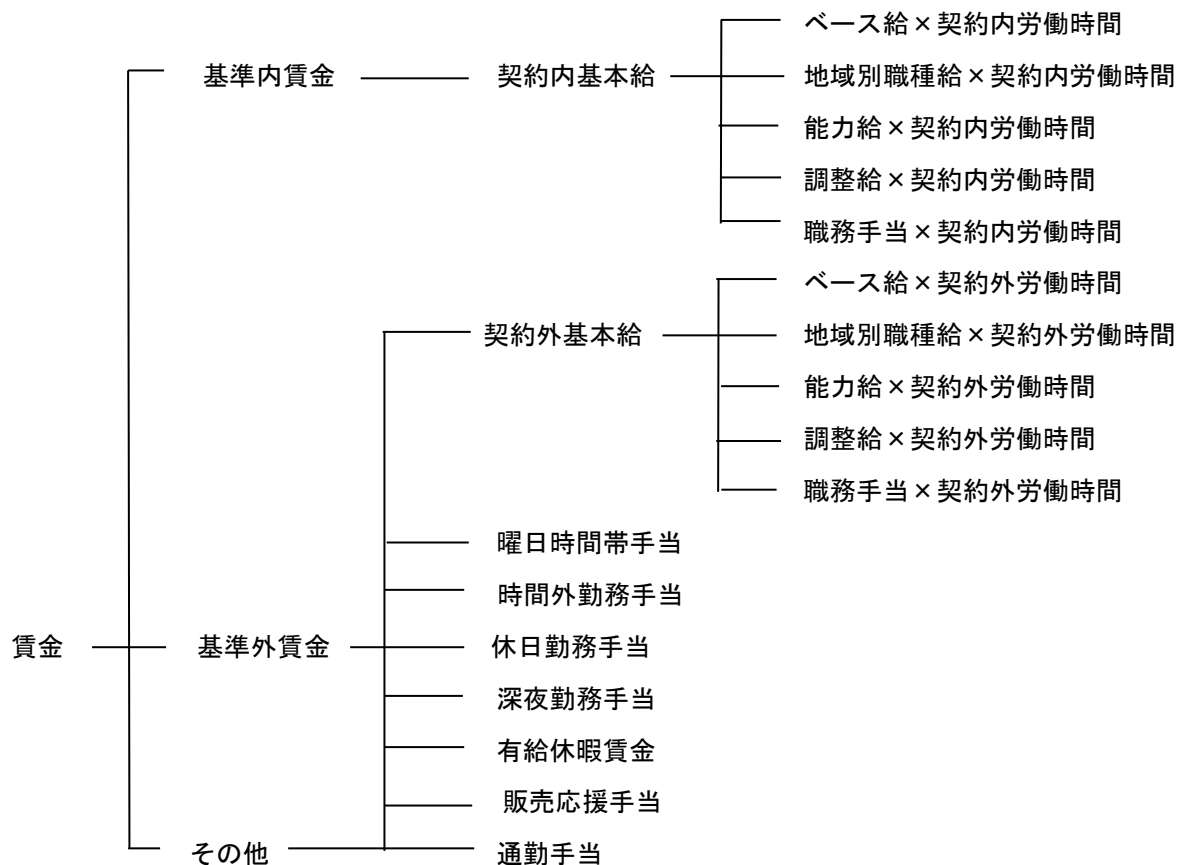 ベース給×契約内労働時間
基準内賃金
契約内基本給
地域別職種給×契約内労働時間
能力給×契約内労働時間
調整給×契約内労働時間
職務手当×契約内労働時間
ベース給×契約外労働時間
契約外基本給
地域別職種給×契約外労働時間
能力給×契約外労働時間
調整給×契約外労働時間
職務手当×契約外労働時間
曜日時間帯手当
時間外勤務手当
賃金
基準外賃金
休日勤務手当
深夜勤務手当
有給休暇賃金
販売応援手当
その他
通勤手当